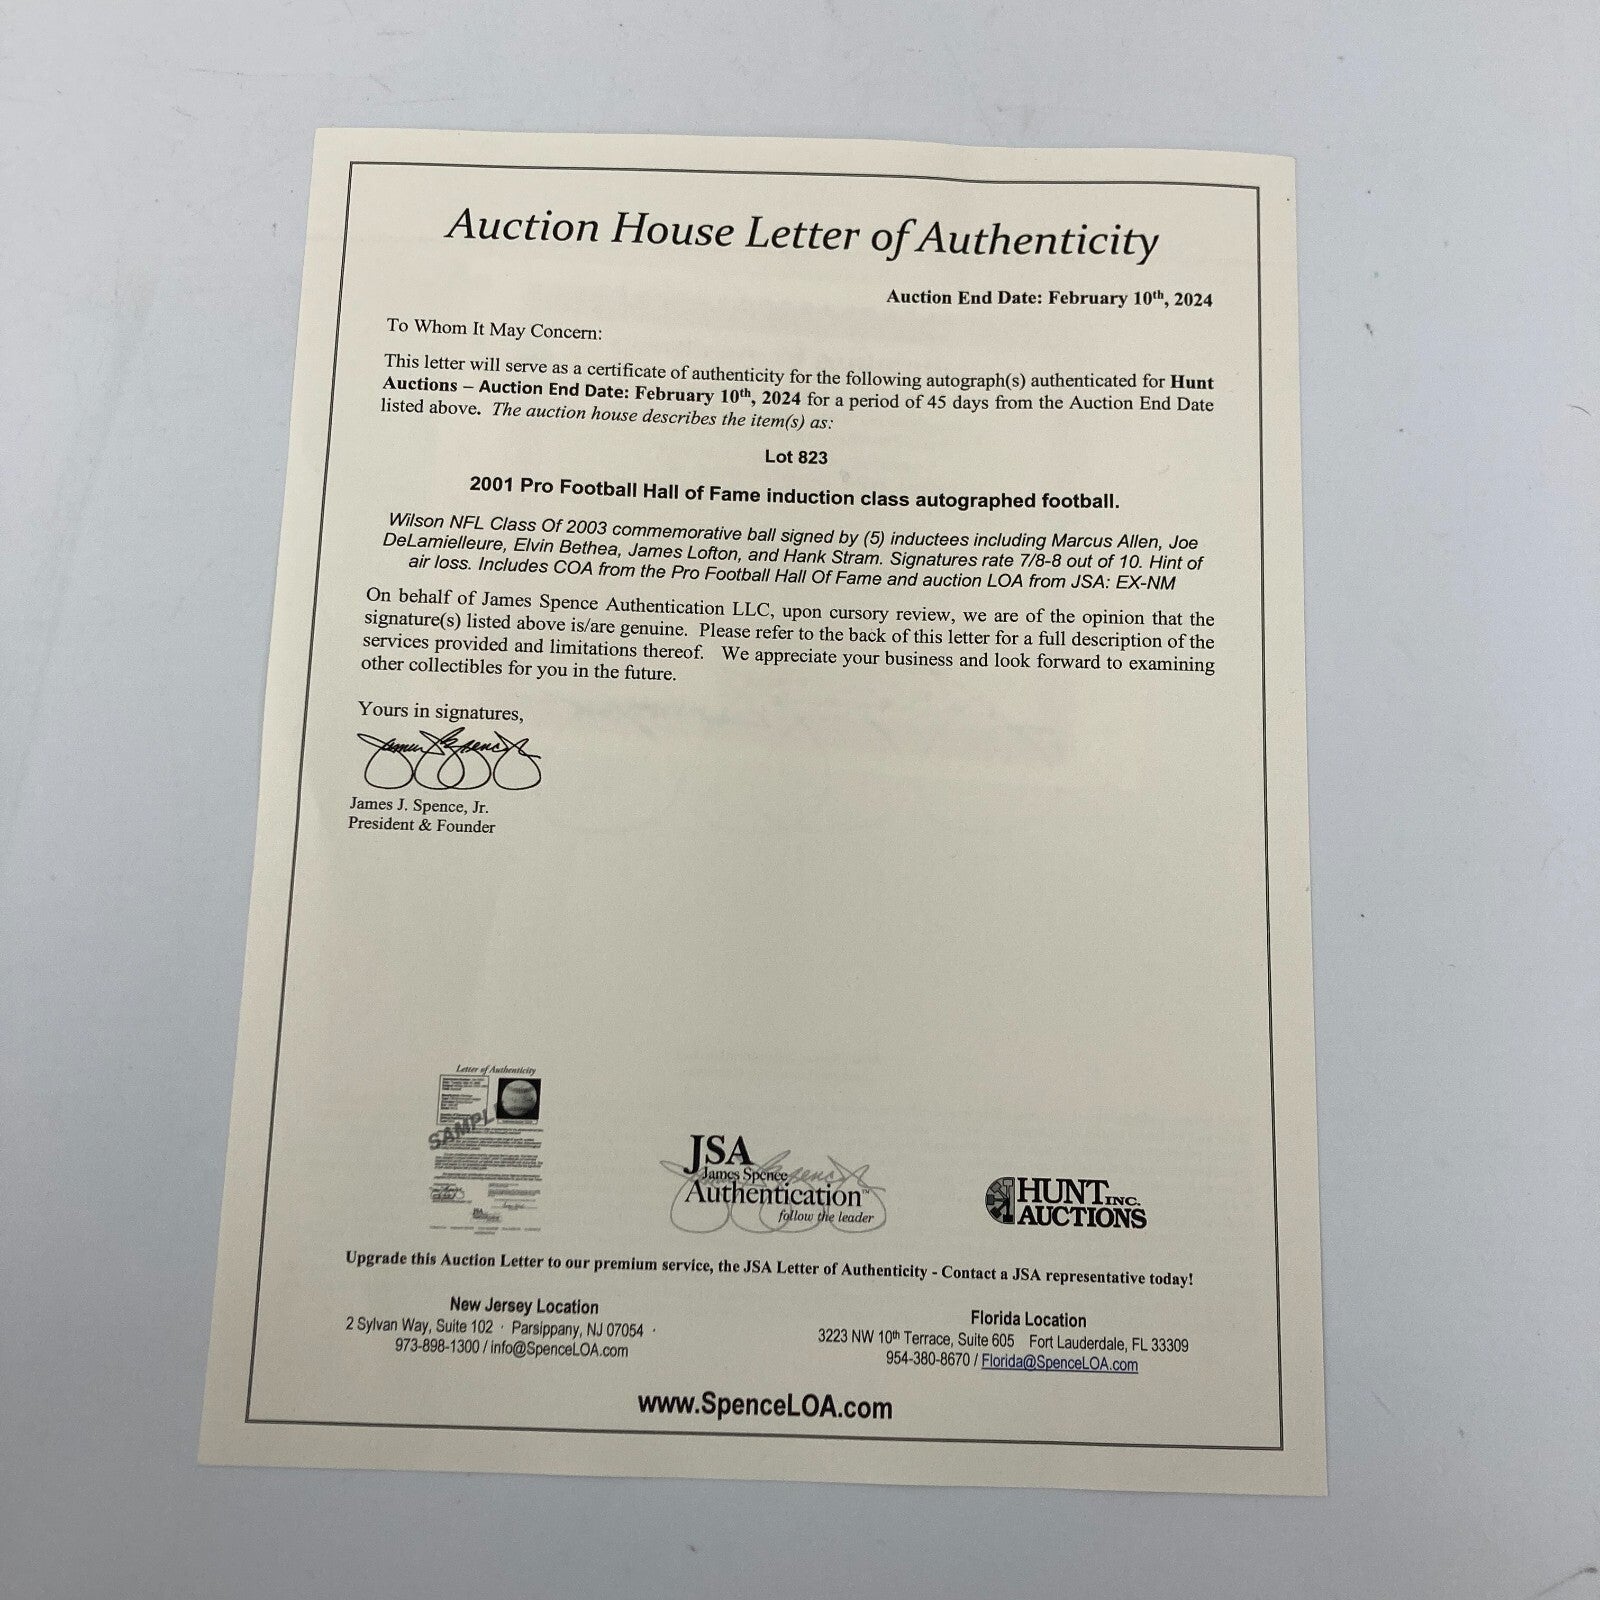 Auction House Letter of Authenticity
Auction End Date: February 10th, 2024
To Whom It May Concern:
This letter will serve as a certificate of authenticity for the following autograph(s) authenticated for Hunt
Auctions – Auction End Date: February 10th, 2024 for a period of 45 days from the Auction End Date
listed above. The auction house describes the item(s) as:
Lot 823
2001 Pro Football Hall of Fame induction class autographed football.
Wilson NFL Class Of 2003 commemorative ball signed by (5) inductees including Marcus Allen, Joe
DeLamielleure, Elvin Bethea, James Lofton, and Hank Stram. Signatures rate 7/8-8 out of 10. Hint of
air loss. Includes COA from the Pro Football Hall Of Fame and auction LOA from JSA: EX-NM
On behalf of James Spence Authentication LLC, upon cursory review, we are of the opinion that the
signature(s) listed above is/are genuine. Please refer to the back of this letter for a full description of the
services provided and limitations thereof. We appreciate your business and look forward to examining
other collectibles for you in the future.
Yours in signatures,
James J. Spence, Jr.
President & Founder
Letter of Authenticity
SAMPLE
JSA
James Spence
Authentication™
follow the leader
HUNT INC.
AUCTIONS
Upgrade this Auction Letter to our premium service, the JSA Letter of Authenticity - Contact a JSA representative today!
New Jersey Location
2 Sylvan Way, Suite 102 · Parsippany, NJ 07054 ·
973-898-1300 / info@SpenceLOA.com
Florida Location
3223 NW 10th Terrace, Suite 605 Fort Lauderdale, FL 33309
954-380-8670 / Florida@SpenceLOA.com
www.SpenceLOA.com